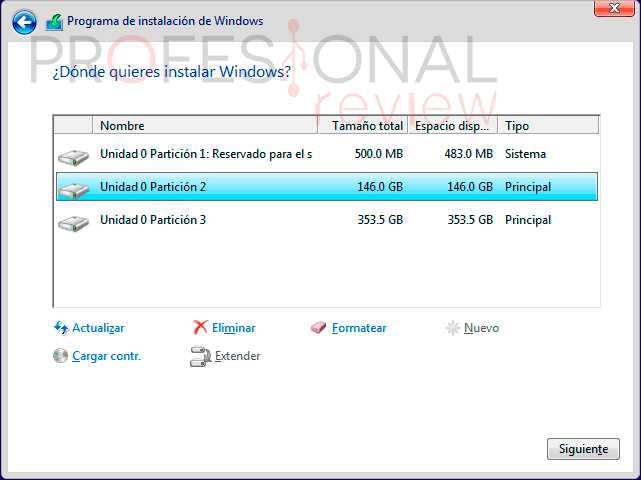 Programa de instalación de Windows
PROFESIONAL
review
¿Dónde quieres instalar Windows?
Nombre Tamaño total Espacio disp... Tipo
Unidad 0 Partición 1: Reservado para el s 500.0 MB 483.0 MB Sistema
Unidad 0 Partición 2 146.0 GB 146.0 GB Principal
Unidad 0 Partición 3 353.5 GB 353.5 GB Principal
Actualizar Eliminar Formatear Nuevo
Cargar contr. Extender
Siguiente